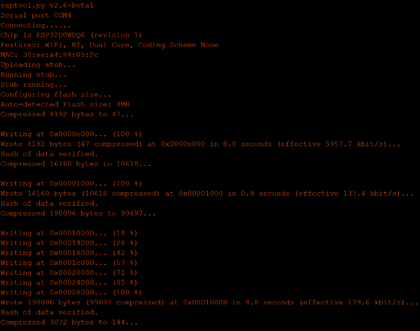 esptool.py v2.6-beta1
Serial port COM4
Connecting......
Chip is ESP32D0WDQ6 (revision 1)
Features: WiFi, BT, Dual Core, Coding Scheme None
MAC: 30:ae:a4:84:05:2c
Uploading stub...
Running stub...
Stub running...
Configuring flash size...
Auto-detected Flash size: 4MB
Compressed 8192 bytes to 47...
Writing at 0x0000e000... (100 %)
Wrote 8192 bytes (47 compressed) at 0x0000e000 in 0.0 seconds (effective 5957.7 kbit/s)...
Hash of data verified.
Compressed 16160 bytes to 10618...
Writing at 0x00001000... (100 %)
Wrote 16160 bytes (10618 compressed) at 0x00001000 in 0.9 seconds (effective 137.4 kbit/s)...
Hash of data verified.
Compressed 198096 bytes to 99697...
Writing at 0x00010000... (14 %)
Writing at 0x00014000... (28 %)
Writing at 0x00018000... (42 %)
Writing at 0x0001c000... (57 %)
Writing at 0x00020000... (71 %)
Writing at 0x00024000... (85 %)
Writing at 0x00028000... (100 %)
Wrote 198096 bytes (99697 compressed) at 0x00010000 in 8.8 seconds (effective 179.6 kbit/s)...
Hash of data verified.
Compressed 3072 bytes to 144...